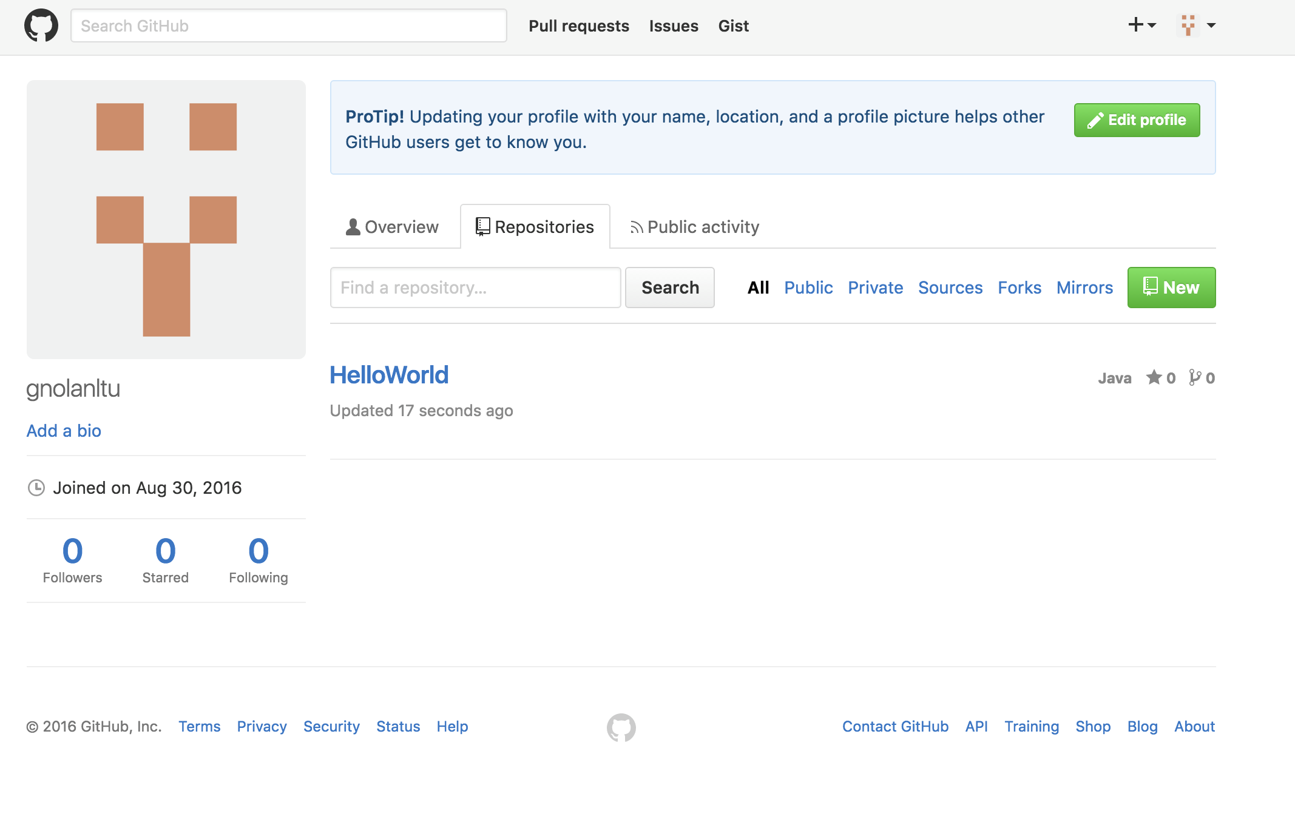 Search GitHub Pull requests Issues Gist
ProTip! Updating your profile with your name, location, and a profile picture helps other
GitHub users get to know you.
Edit profile
Overview Repositories Public activity
Find a repository... Search All Public Private Sources Forks Mirrors New
HelloWorld
Java 0 0
Updated 17 seconds ago
gnolanltu
Add a bio
Joined on Aug 30, 2016
0 0 0
Followers Starred Following
© 2016 GitHub, Inc. Terms Privacy Security Status Help Contact GitHub API Training Shop Blog About